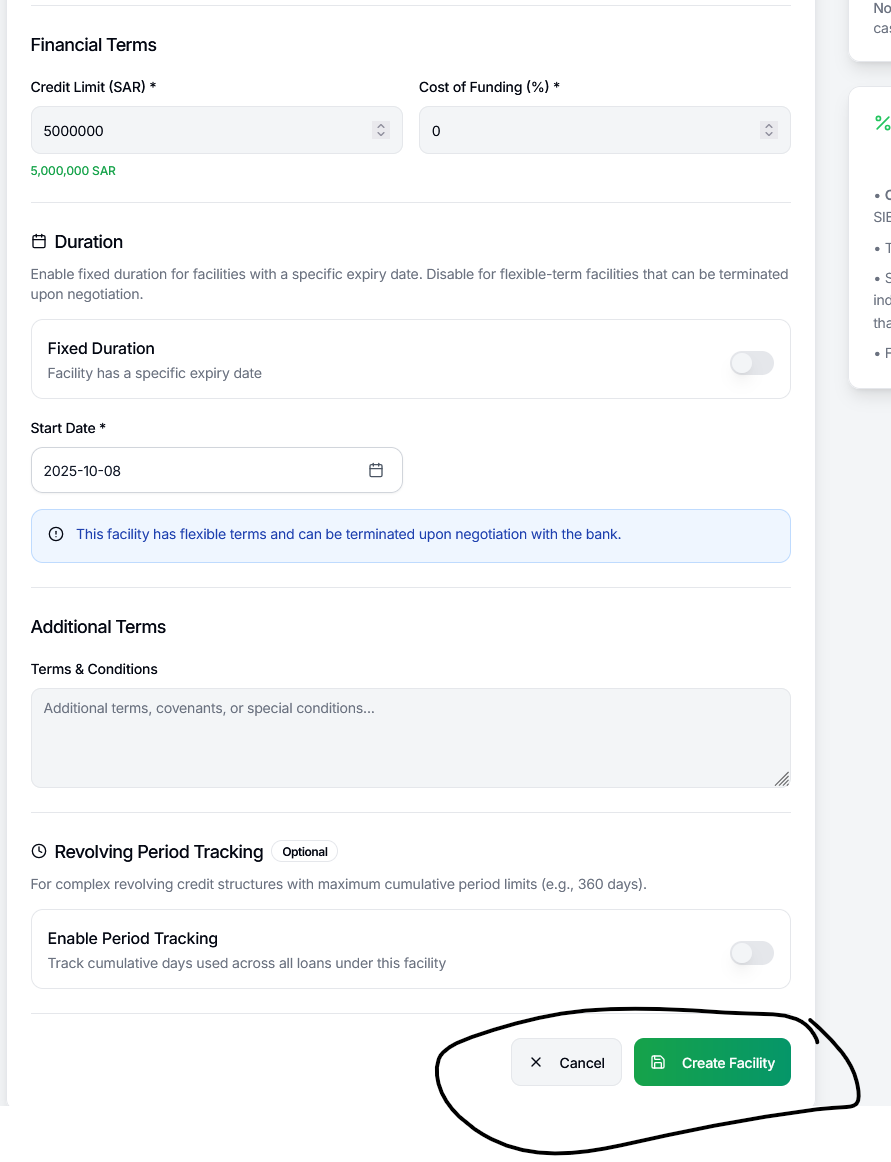 No
cas
Financial Terms
Credit Limit (SAR) *
Cost of Funding (%) *
5000000
0
5,000,000 SAR
Duration
Enable fixed duration for facilities with a specific expiry date. Disable for flexible-term facilities that can be terminated
upon negotiation.
Fixed Duration
Facility has a specific expiry date
Start Date *
2025-10-08
This facility has flexible terms and can be terminated upon negotiation with the bank.
Additional Terms
Terms & Conditions
Additional terms, covenants, or special conditions...
Revolving Period Tracking
Optional
For complex revolving credit structures with maximum cumulative period limits (e.g., 360 days).
Enable Period Tracking
Track cumulative days used across all loans under this facility
Cancel
Create Facility
%
• C
SIE
• T
• S
ind
tha
• F